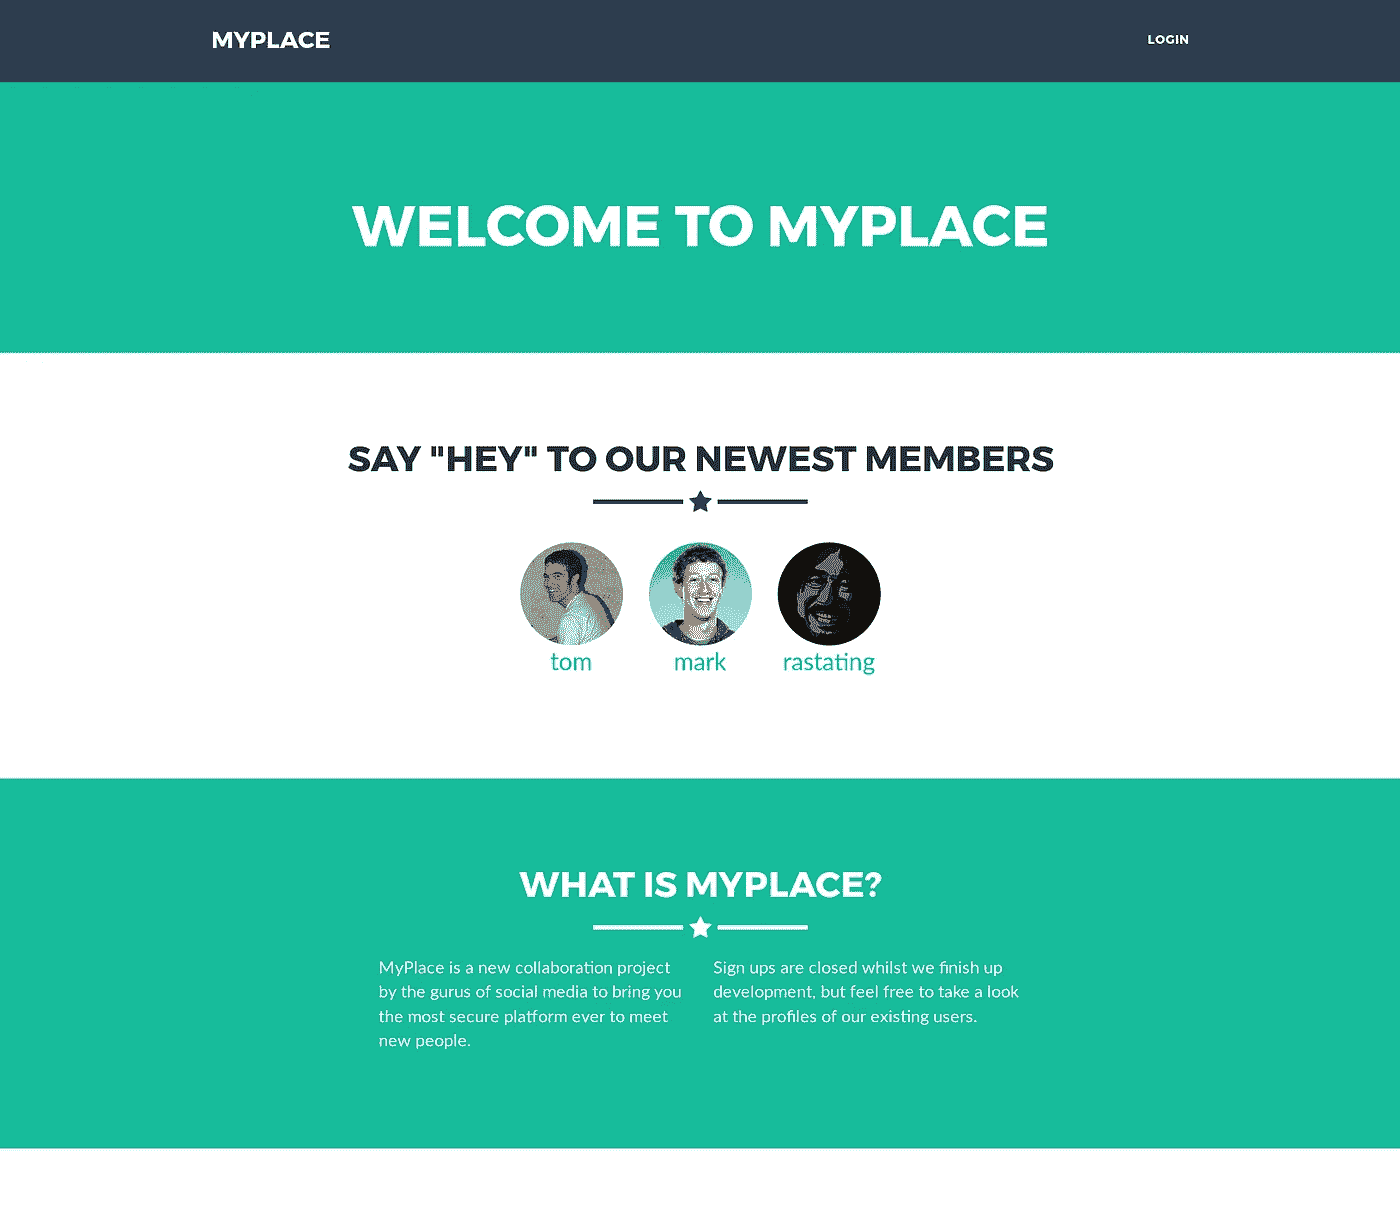 MYPLACE
LOGIN
WELCOME TO MYPLACE
SAY "HEY" TO OUR NEWEST MEMBERS
tom
mark
rastating
WHAT IS MYPLACE?
MyPlace is a new collaboration project
by the gurus of social media to bring you
the most secure platform ever to meet
new people.
Sign ups are closed whilst we finish up
development, but feel free to take a look
at the profiles of our existing users.